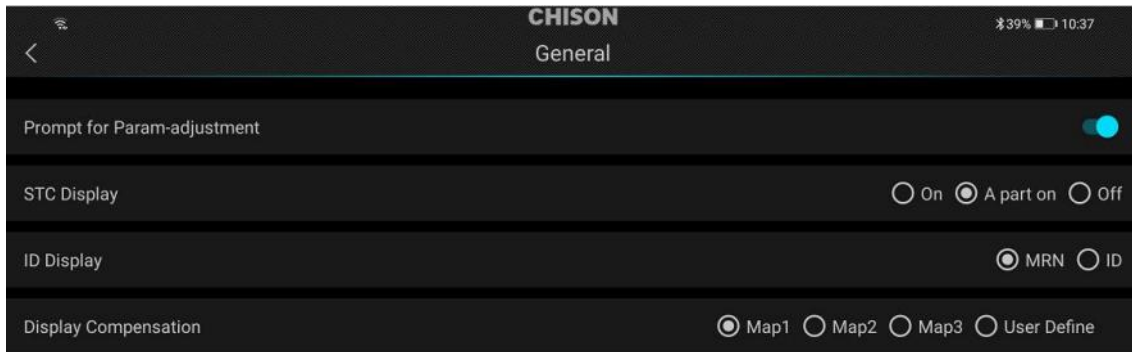 CHISON
39% 10:37
General
Prompt for Param-adjustment
STC Display On A part on Off
ID Display MRN ID
Display Compensation Map1 Map2 Map3 User Define